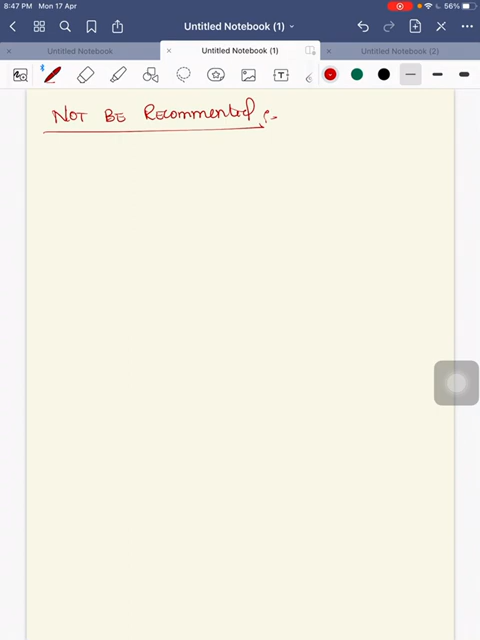 8:47 PM Mon 17 Apr 56%
Untitled Notebook (1)
Untitled Notebook Untitled Notebook (1) Untitled Notebook (2)
T
NOT BE Recommented :-